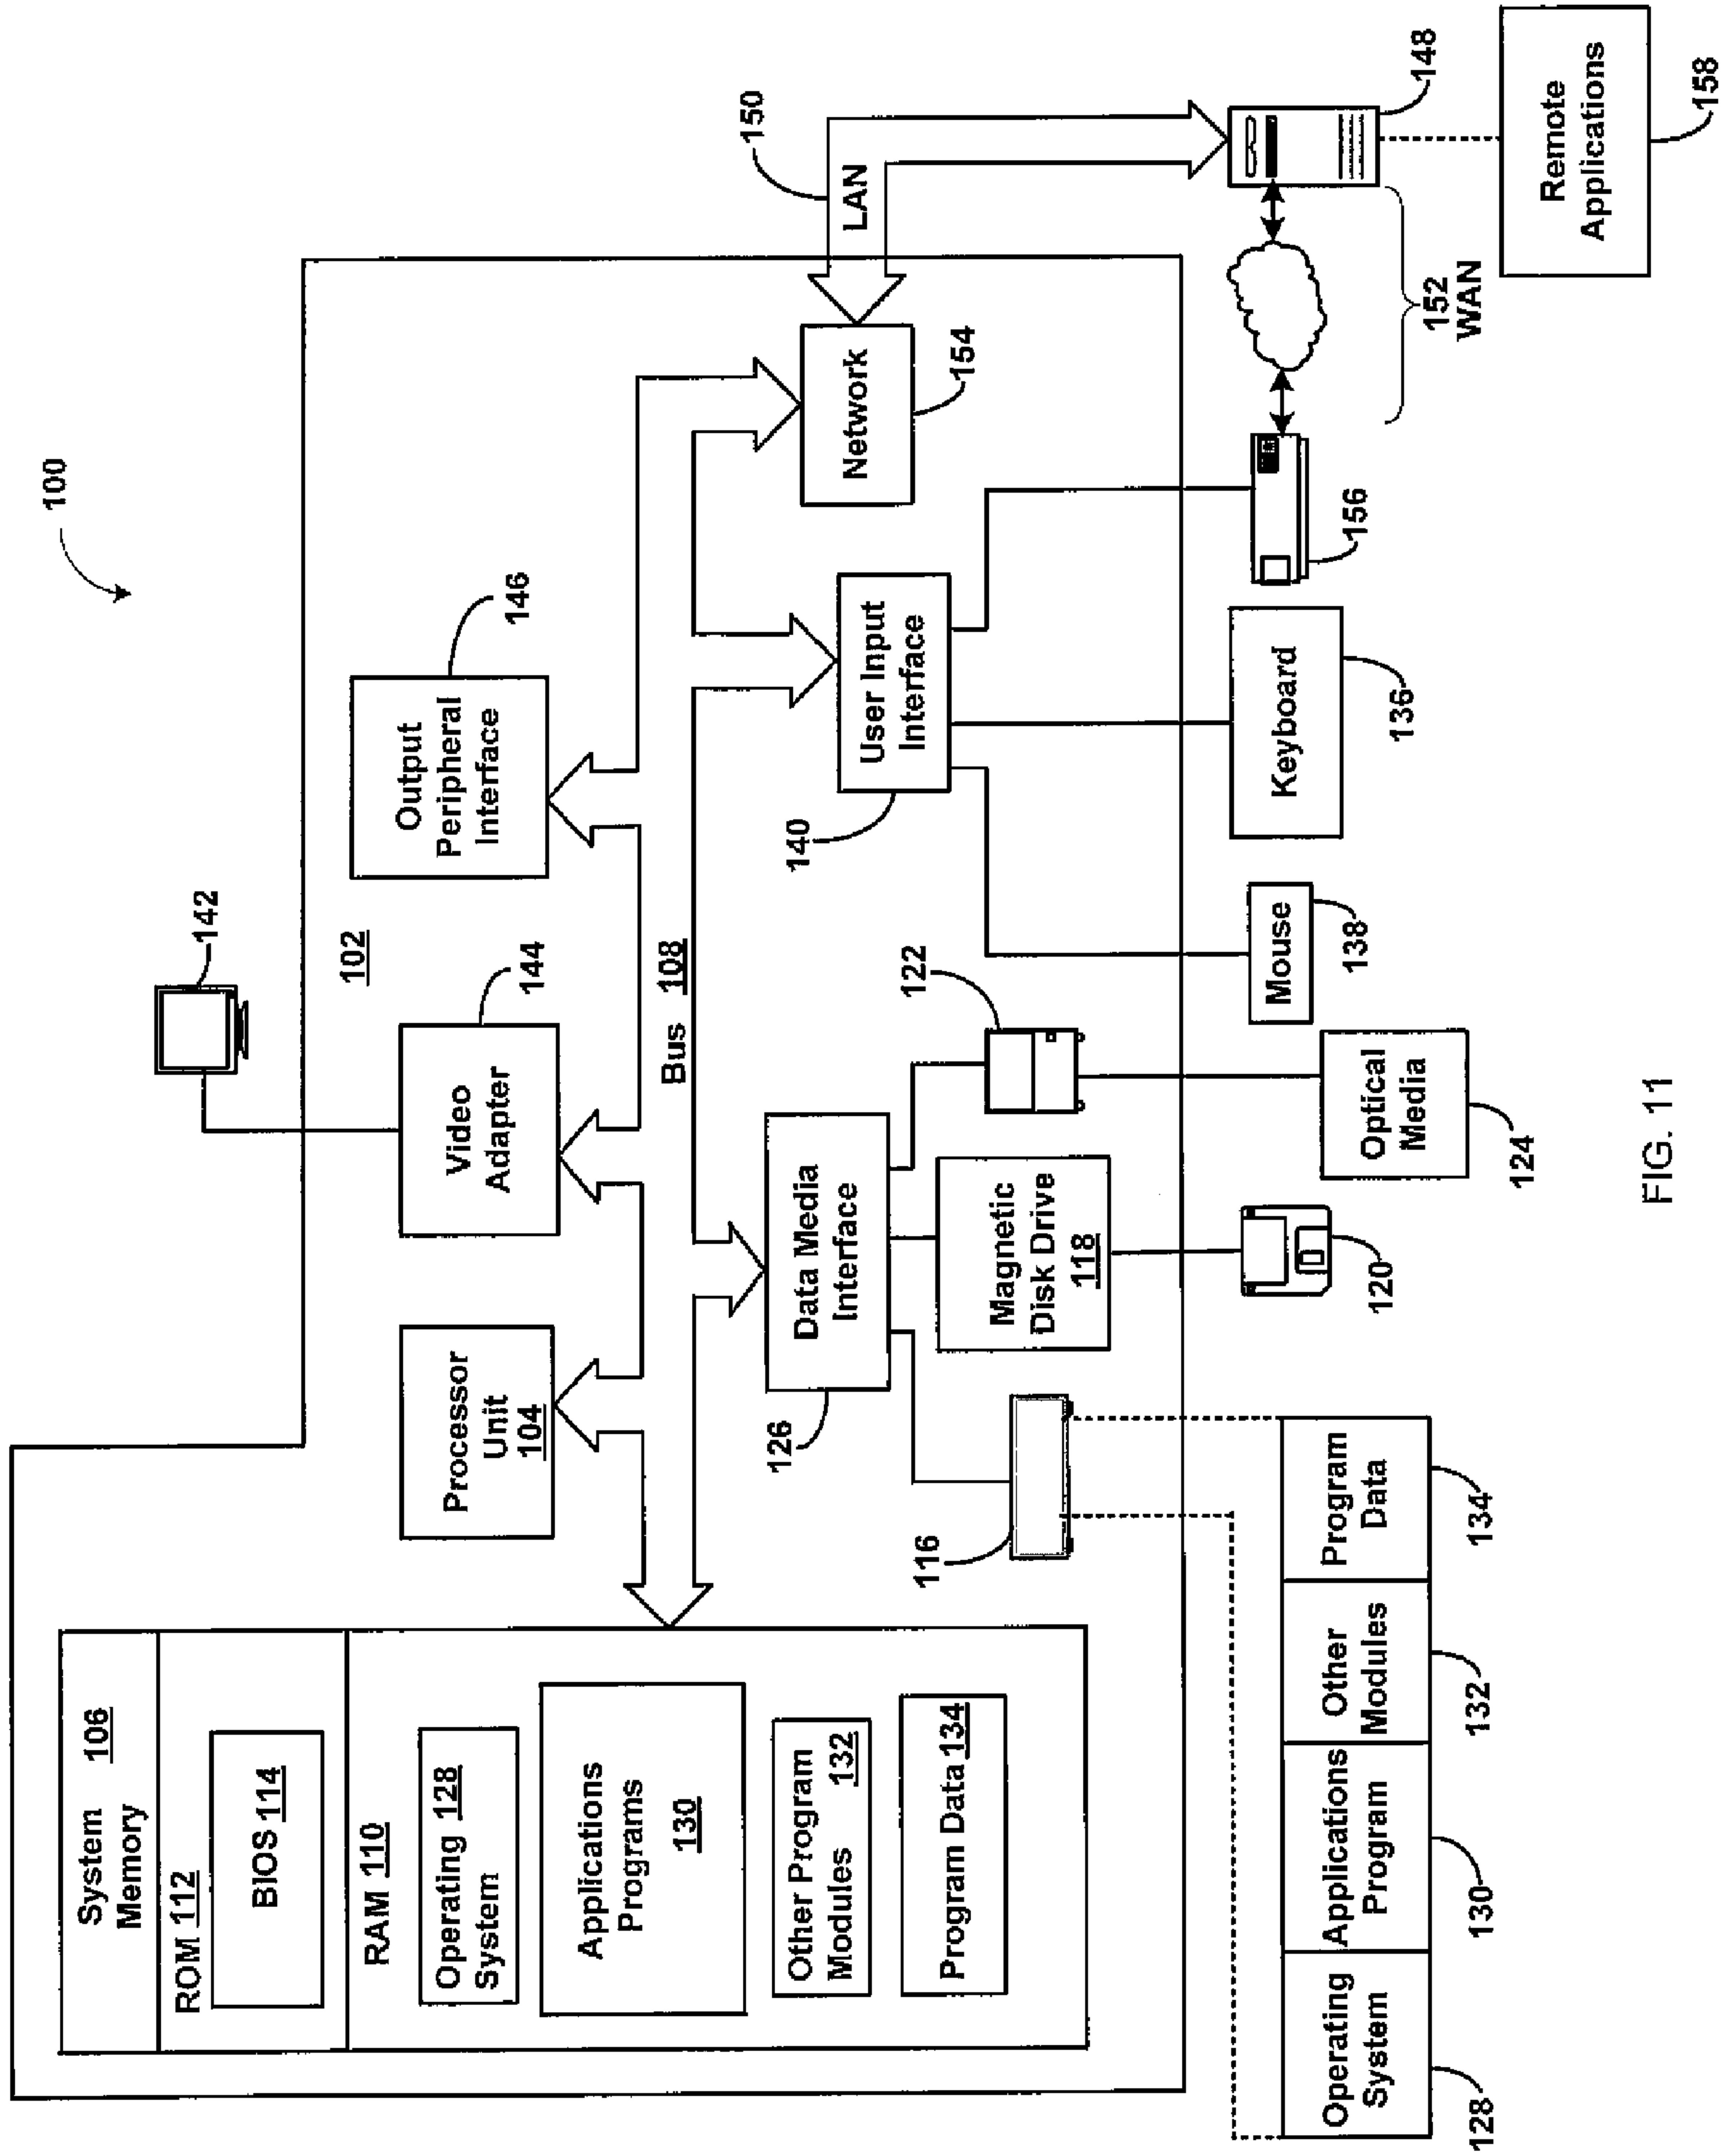 100
142
System
Memory
106
ROM 112
BIOS 114
RAM 110
Operating 128
System
Applications
Programs
130
Other Program
Modules 132
Program Data 134
Processor
Unit
104
Video
Adapter
144
102
Output
Peripheral
Interface
146
Bus 108
Data Media
Interface
126
User Input
Interface
140
Network
154
LAN
150
116
Magnetic
Disk Drive
118
122
120
Optical
Media
124
Mouse
138
Keyboard
136
156
152
WAN
148
Remote
Applications
158
Operating
System
128
Applications
Program
130
Other
Modules
132
Program
Data
134
FIG. 11